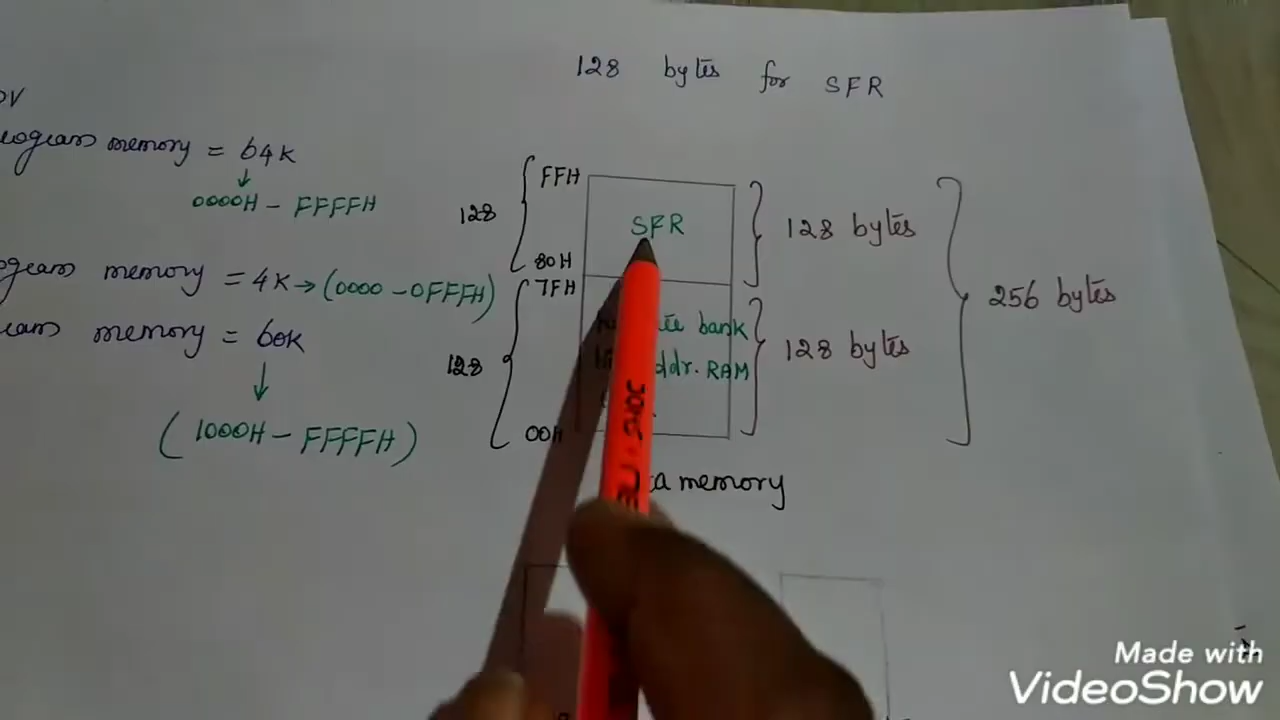 128 bytes for SFR
memory = 64K
0000H - FFFFH
memory = 4K → (0000 - 0FFFH)
memory = 60K
(1000H - FFFFH)
128
FFH
SFR
80H
128 bytes
7FH
bank
128
ddr. RAM
128 bytes
00H
256 bytes
memory
Made with
VideoShow